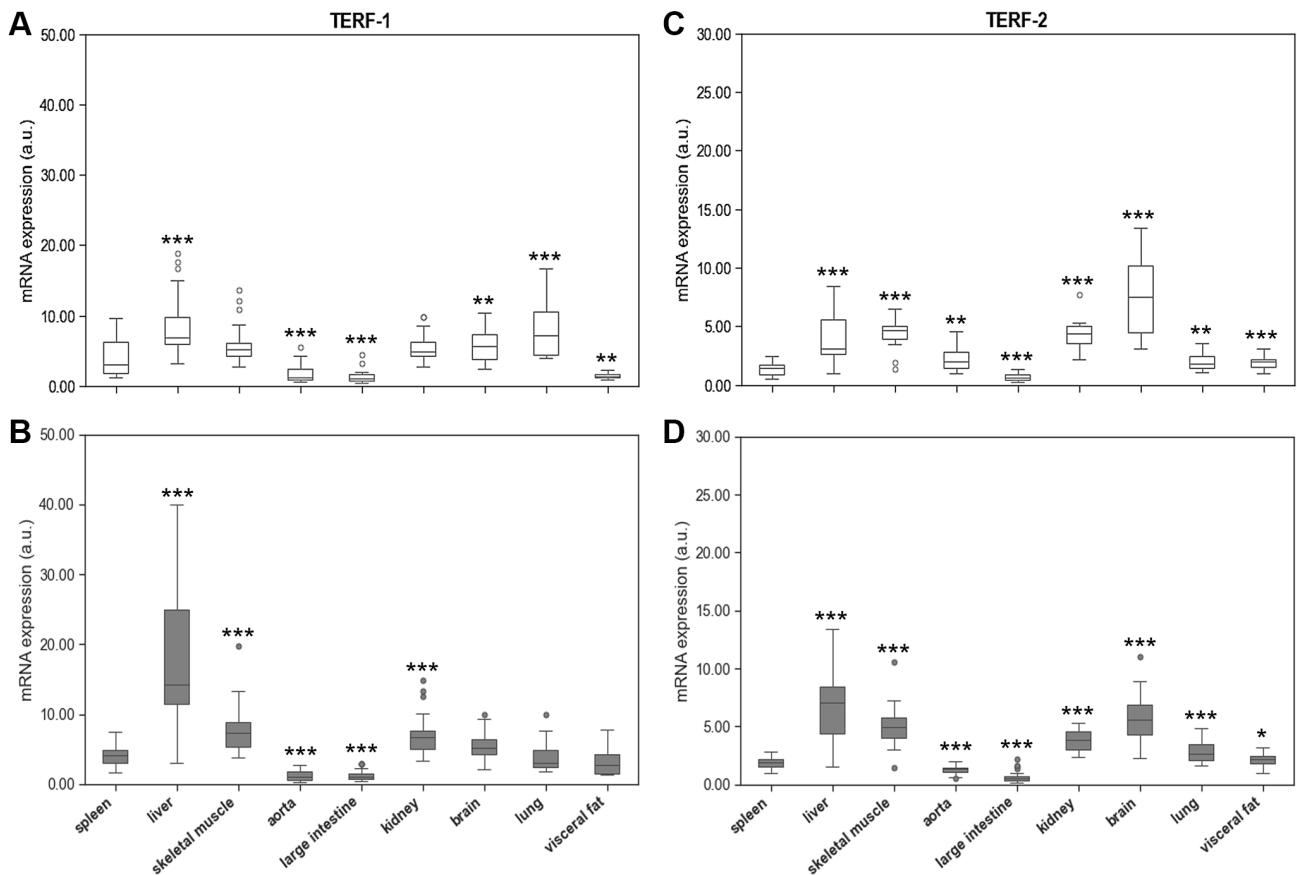 A
TERF-1
50.00
40.00
30.00
20.00
10.00
0.00
mRNA expression (a.u.)
***
***
***
**
***
**
C
TERF-2
30.00
25.00
20.00
15.00
10.00
5.00
0.00
mRNA expression (a.u.)
***
***
**
***
***
***
**
***
B
50.00
40.00
30.00
20.00
10.00
0.00
mRNA expression (a.u.)
***
***
***
***
***
spleen
liver
skeletal muscle
aorta
large intestine
kidney
brain
lung
visceral fat
D
30.00
25.00
20.00
15.00
10.00
5.00
0.00
mRNA expression (a.u.)
***
***
***
***
***
***
***
*
spleen
liver
skeletal muscle
aorta
large intestine
kidney
brain
lung
visceral fat